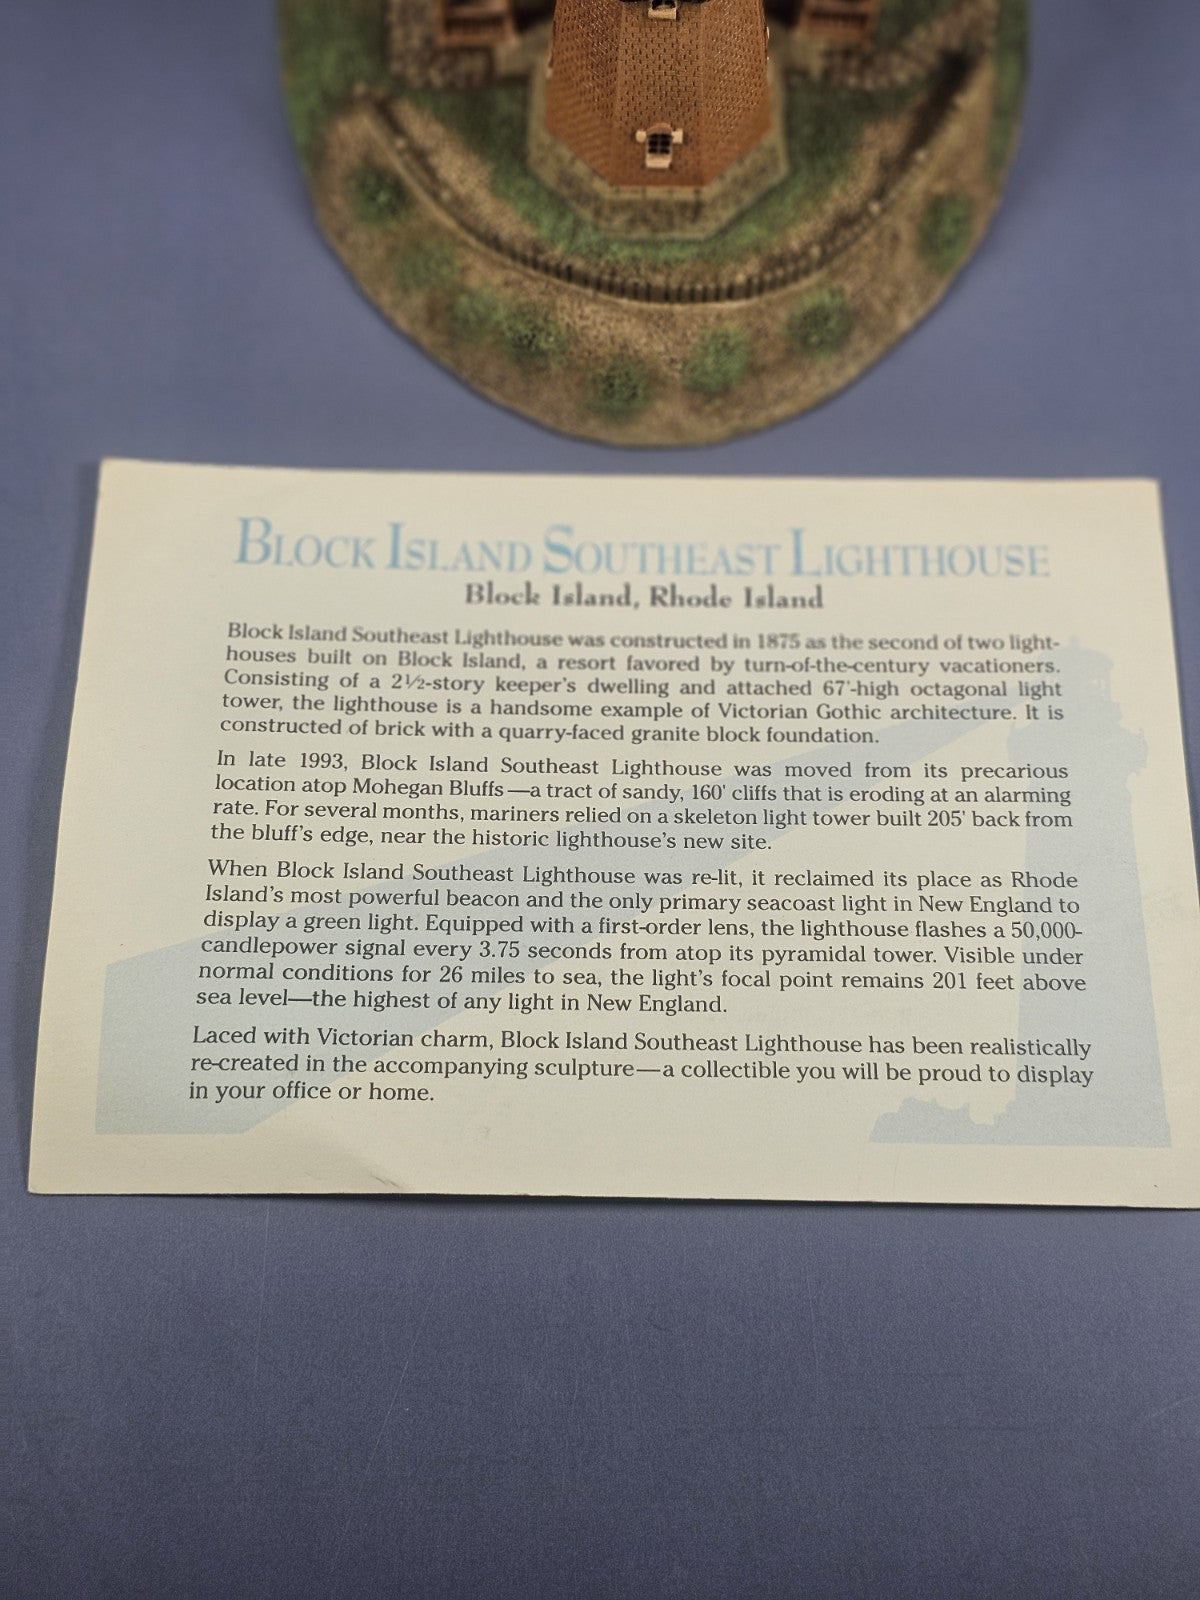 BLOCK ISLAND SOUTHEAST LIGHTHOUSE
Block Island, Rhode Island
Block Island Southeast Lighthouse was constructed in 1875 as the second of two light-
houses built on Block Island, a resort favored by turn-of-the-century vacationers.
Consisting of a 2½-story keeper's dwelling and attached 67'-high octagonal light
tower, the lighthouse is a handsome example of Victorian Gothic architecture. It is
constructed of brick with a quarry-faced granite block foundation.
In late 1993, Block Island Southeast Lighthouse was moved from its precarious
location atop Mohegan Bluffs—a tract of sandy, 160' cliffs that is eroding at an alarming
rate. For several months, mariners relied on a skeleton light tower built 205' back from
the bluff's edge, near the historic lighthouse's new site.
When Block Island Southeast Lighthouse was re-lit, it reclaimed its place as Rhode
Island's most powerful beacon and the only primary seacoast light in New England to
display a green light. Equipped with a first-order lens, the lighthouse flashes a 50,000-
candlepower signal every 3.75 seconds from atop its pyramidal tower. Visible under
normal conditions for 26 miles to sea, the light's focal point remains 201 feet above
sea level—the highest of any light in New England.
Laced with Victorian charm, Block Island Southeast Lighthouse has been realistically
re-created in the accompanying sculpture—a collectible you will be proud to display
in your office or home.